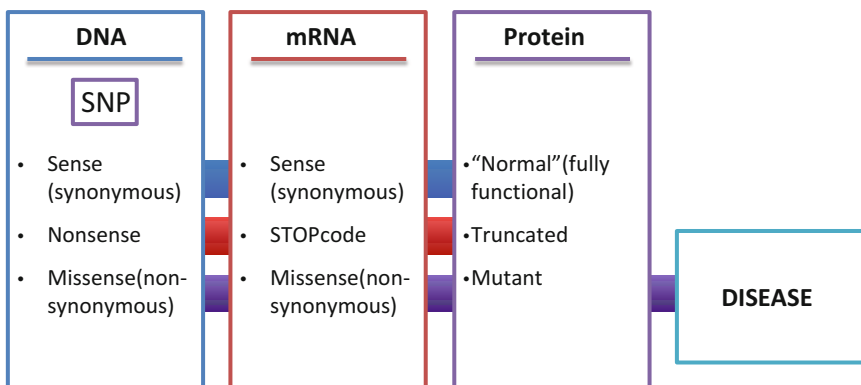 DNA
SNP
• Sense
(synonymous)
• Nonsense
• Missense(non-
synonymous)
mRNA
• Sense
(synonymous)
• STOPcode
• Missense(non-
synonymous)
Protein
•“Normal”(fully
functional)
•Truncated
•Mutant
DISEASE